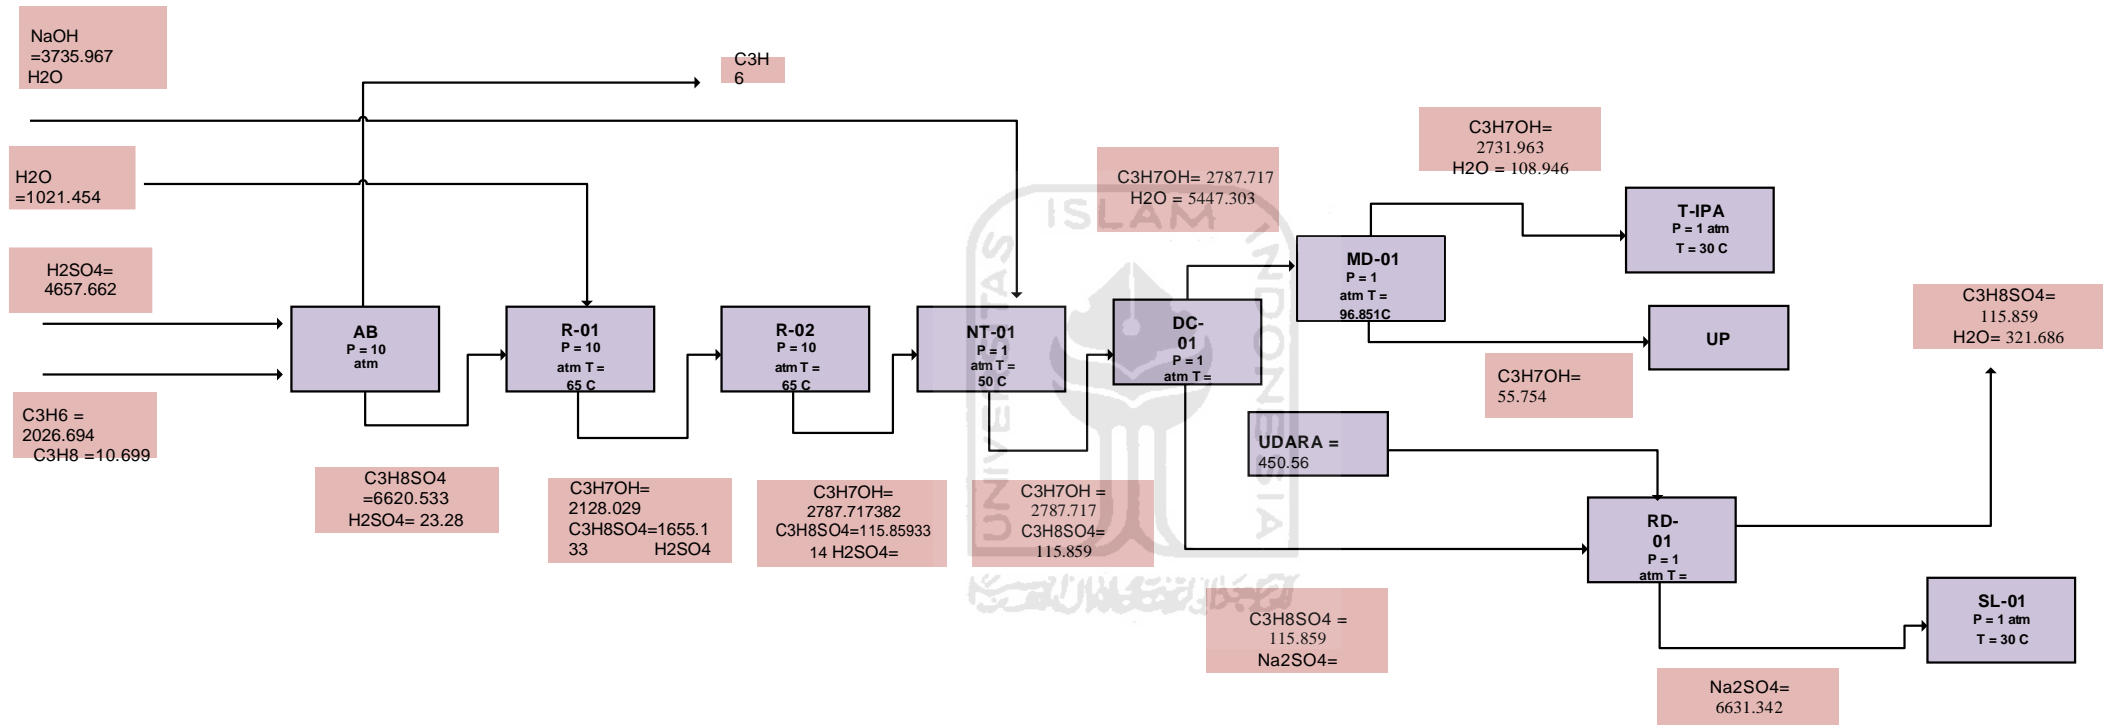 NaOH
=3735.967
H2O
C3H
6
H2O
=1021.454
H2SO4=
4657.662
C3H6 =
2026.694
C3H8 =10.699
AB
P = 10
atm
R-01
P = 10
atm T =
65 C
R-02
P = 10
atm T =
65 C
NT-01
P = 1
atm T =
50 C
DC-
01
P = 1
atm T =
C3H7OH= 2787.717
H2O = 5447.303
C3H7OH=
2731.963
H2O = 108.946
MD-01
P = 1
atm T =
96.851C
T-IPA
P = 1 atm
T = 30 C
UP
C3H7OH=
55.754
C3H8SO4=
115.859
H2O= 321.686
UDARA =
450.56
RD-
01
P = 1
atm T =
SL-01
P = 1 atm
T = 30 C
C3H8SO4
=6620.533
H2SO4= 23.28
C3H7OH=
2128.029
C3H8SO4=1655.1
33 H2SO4
C3H7OH=
2787.717382
C3H8SO4=115.85933
14 H2SO4=
C3H7OH =
2787.717
C3H8SO4=
115.859
C3H8SO4 =
115.859
Na2SO4=
Na2SO4=
6631.342
UNIVERSITAS
ISLAM
INDONESIA